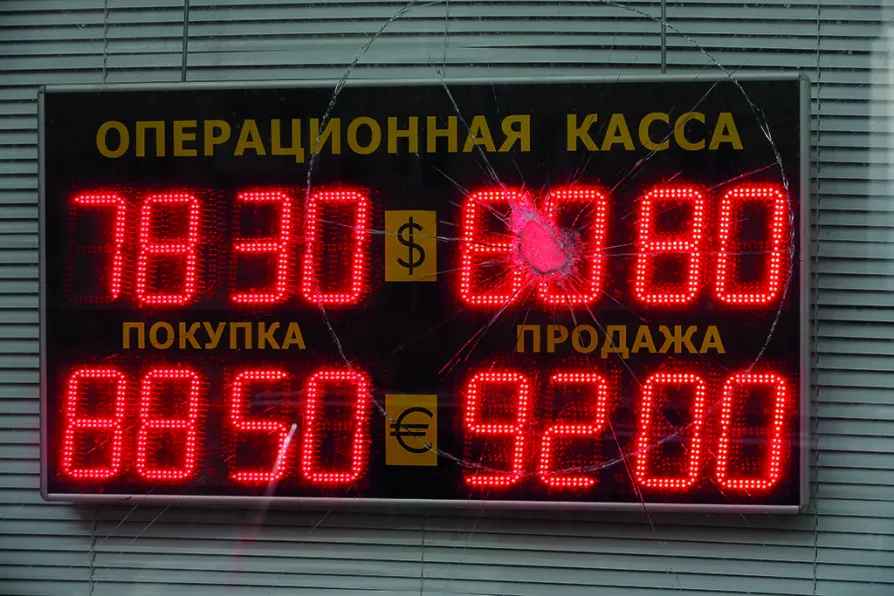 ОПЕРАЦИОННАЯ КАССА
78 30 $ 80 80
ПОКУПКА ПРОДАЖА
88 50 € 92 00